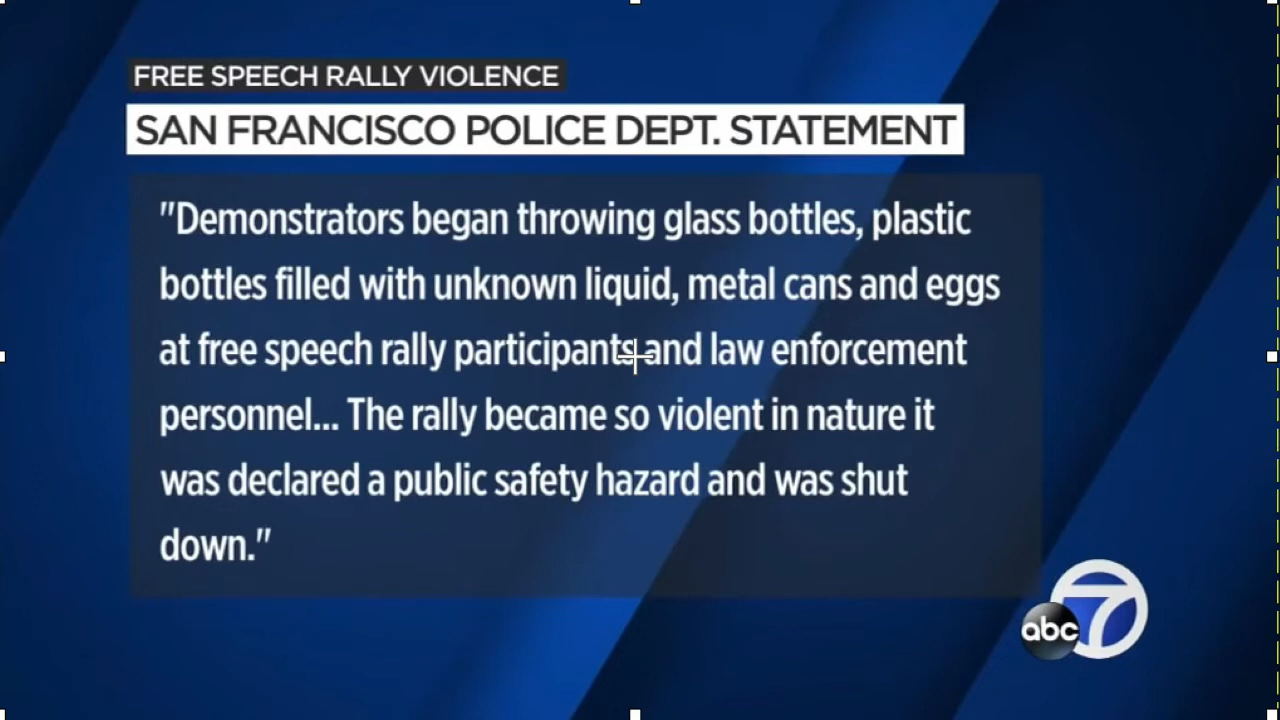 FREE SPEECH RALLY VIOLENCE
SAN FRANCISCO POLICE DEPT. STATEMENT
"Demonstrators began throwing glass bottles, plastic
bottles filled with unknown liquid, metal cans and eggs
at free speech rally participants and law enforcement
personnel... The rally became so violent in nature it
was declared a public safety hazard and was shut
down."
abc 7